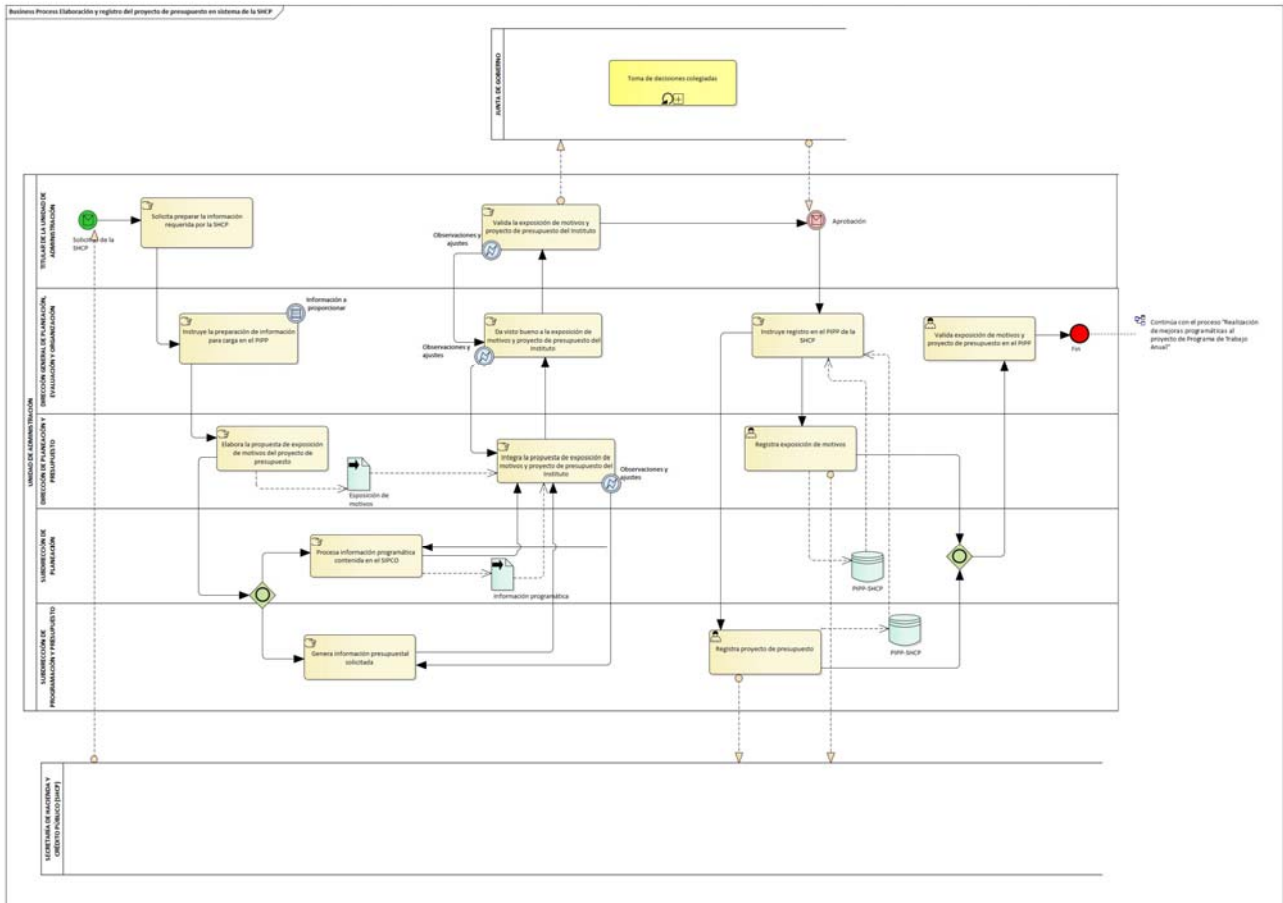 Business Process Elaboración y registro del proyecto de presupuesto en sistema de la SHCP
JUNTA DE GOBIERNO
Toma de decisiones colegiadas
UNIDAD DE ADMINISTRACIÓN
TITULAR DE LA UNIDAD DE
ADMINISTRACIÓN
Solicitud de la
SHCP
Solicita preparar la información
requerida por la SHCP
Observaciones y
ajustes
Valida la exposición de motivos y
proyecto de presupuesto del Instituto
Aprobación
DIRECCIÓN GENERAL DE PLANEACIÓN,
EVALUACIÓN Y ORGANIZACIÓN
Información a
proporcionar
Instruye la preparación de información
para carga en el PIPP
Observaciones y
ajustes
Da visto bueno a la exposición de
motivos y proyecto de presupuesto del
Instituto
Instruye registro en el PIPP de la
SHCP
Valida exposición de motivos y
proyecto de presupuesto en el PIPP
Fin
Continúa con el proceso "Realización
de mejoras programáticas al
proyecto de Programa de Trabajo
Anual"
DIRECCIÓN DE PLANEACIÓN Y
PRESUPUESTO
Elabora la propuesta de exposición
de motivos del proyecto de
presupuesto
Exposición de
motivos
Integra la propuesta de exposición de
motivos y proyecto de presupuesto del
Instituto
Observaciones y
ajustes
Registra exposición de motivos
SUBDIRECCIÓN DE
PLANEACIÓN
Procesa información programática
contenida en el SIPCO
Información programática
PIPP-SHCP
SUBDIRECCIÓN DE
PROGRAMACIÓN Y PRESUPUESTO
Genera información presupuestal
solicitada
Registra proyecto de presupuesto
PIPP-SHCP
SECRETARÍA DE HACIENDA Y
CRÉDITO PÚBLICO (SHCP)